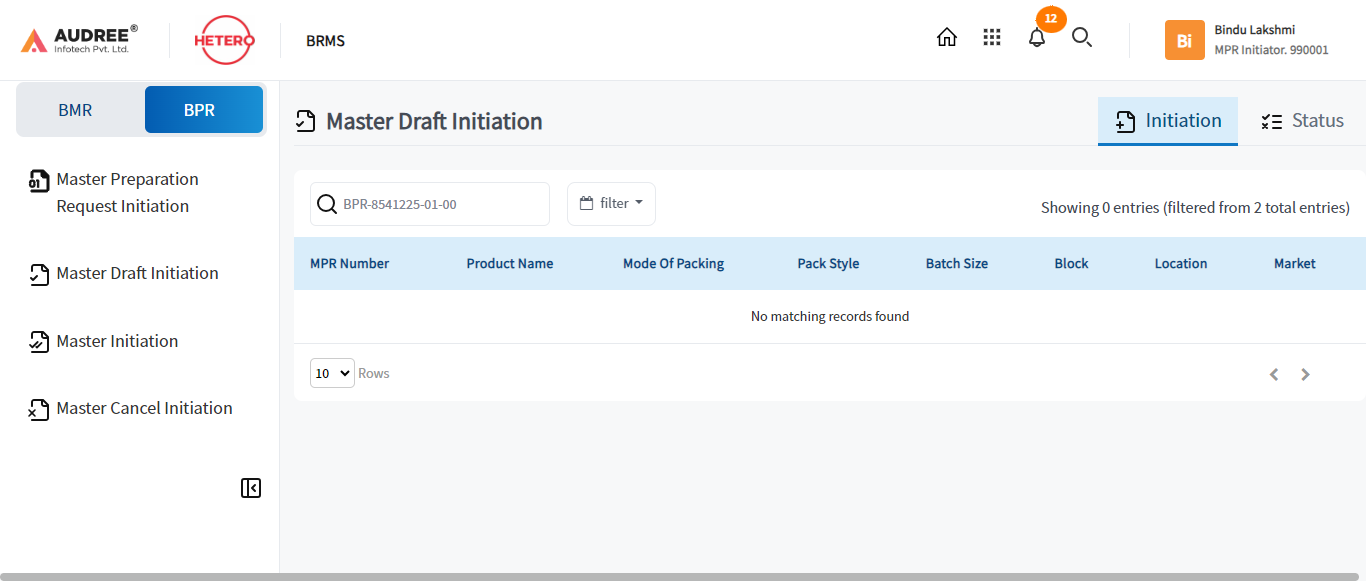 AUDREE®
Infotech Pvt. Ltd.
HETERO
BRMS
12
Bi
Bindu Lakshmi
MPR Initiator. 990001
BMR
BPR
Master Preparation
Request Initiation
Master Draft Initiation
Master Initiation
Master Cancel Initiation
Master Draft Initiation
Initiation
Status
BPR-8541225-01-00
filter
Showing 0 entries (filtered from 2 total entries)
MPR Number Product Name Mode Of Packing Pack Style Batch Size Block Location Market
No matching records found
10 Rows